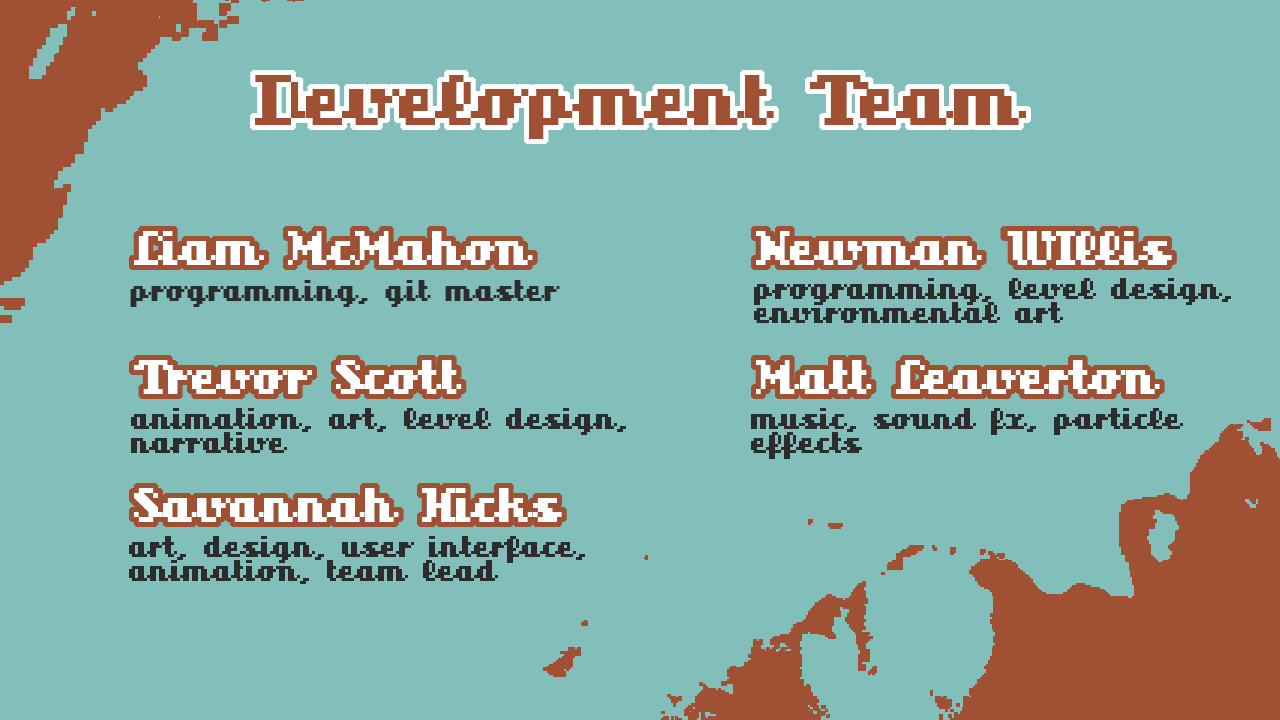 Development Team
Liam McMahon
programming, git master
Trevor Scott
animation, art, level design,
narrative
Savannah Hicks
art, design, user interface,
animation, team lead
Newman WIllis
programming, level design,
environmental art
Matt Leaverton
music, sound fx, particle
effects